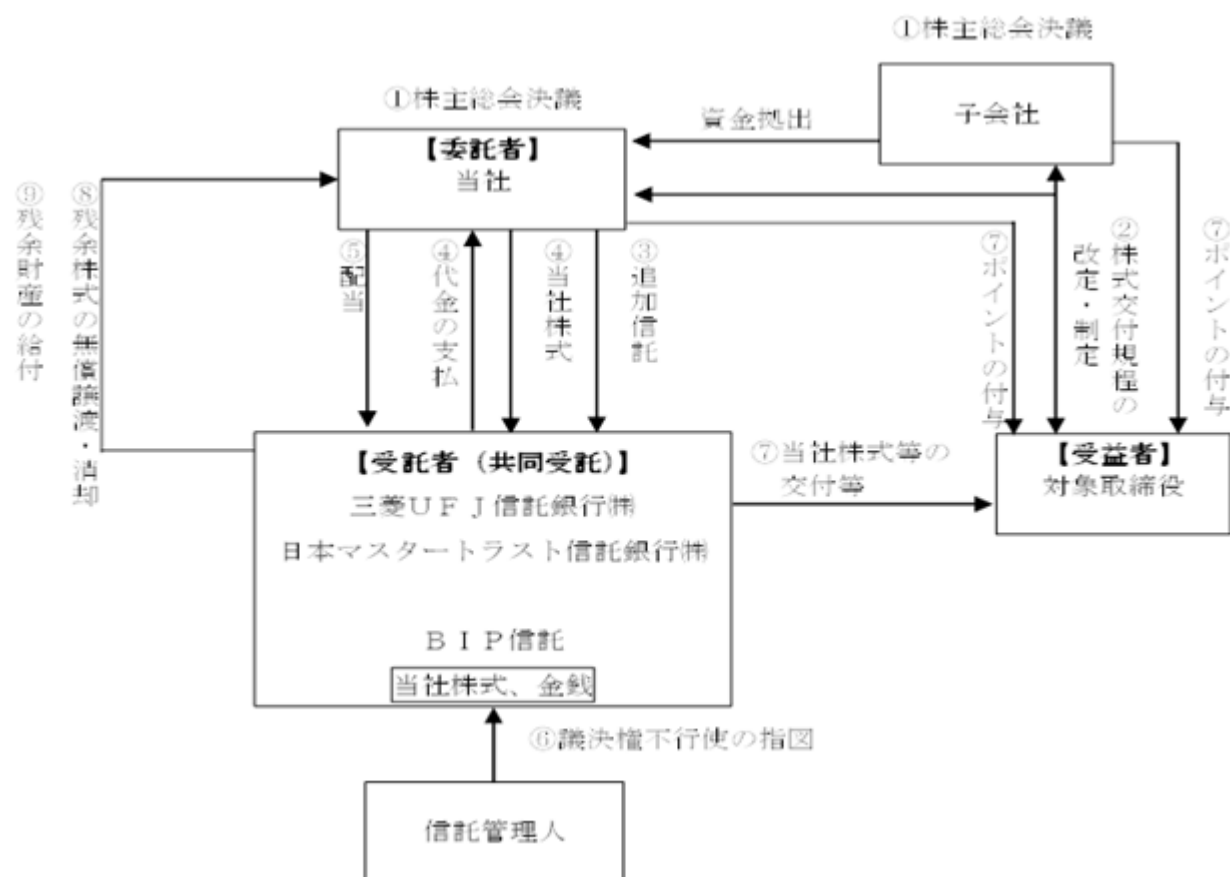 ①株主総会決議
子会社
①株主総会決議
資金拠出
【委託者】
当社
⑨残余財産の給付
⑧残余株式の無償譲渡・消却
⑤配当
④代金の支払
④当社株式
③追加信託
⑦ポイントの付与
②株式交付規程の
改定・制定
⑦ポイントの付与
【受託者（共同受託）】
三菱ＵＦＪ信託銀行㈱
日本マスタートラスト信託銀行㈱
ＢＩＰ信託
当社株式、金銭
⑦当社株式等の
交付等
【受益者】
対象取締役
⑥議決権不行使の指図
信託管理人